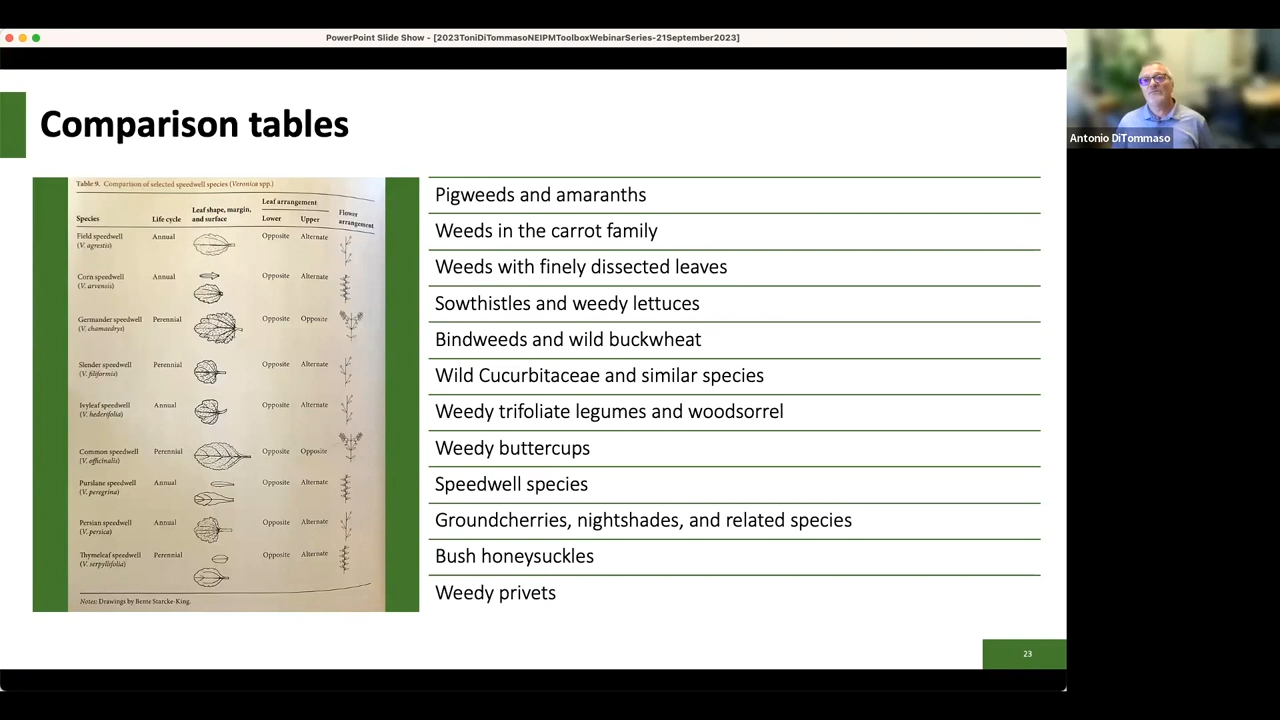 PowerPoint Slide Show - [2023ToniDiTommasoNEIPMToolboxWebinarSeries-21September2023]
Antonio DiTommaso
Comparison tables
Table 9. Comparison of selected speedwell species (Veronica spp.)
Leaf arrangement
Leaf shape, margin, Flower
Species Life cycle and surface Lower Upper arrangement
Field speedwell Annual Opposite Alternate
(V. agrestis)
Corn speedwell Annual Opposite Alternate
(V. arvensis)
Germander speedwell Perennial Opposite Opposite
(V. chamaedrys)
Slender speedwell Perennial Opposite Alternate
(V. filiformis)
Ivyleaf speedwell Annual Opposite Alternate
(V. hederifolia)
Common speedwell Perennial Opposite Opposite
(V. officinalis)
Purslane speedwell Annual Opposite Alternate
(V. peregrina)
Persian speedwell Annual Opposite Alternate
(V. persica)
Thymeleaf speedwell Perennial Opposite Alternate
(V. serpyllifolia)
Notes: Drawings by Bente Starcke-King.
Pigweeds and amaranths
Weeds in the carrot family
Weeds with finely dissected leaves
Sowthistles and weedy lettuces
Bindweeds and wild buckwheat
Wild Cucurbitaceae and similar species
Weedy trifoliate legumes and woodsorrel
Weedy buttercups
Speedwell species
Groundcherries, nightshades, and related species
Bush honeysuckles
Weedy privets
23